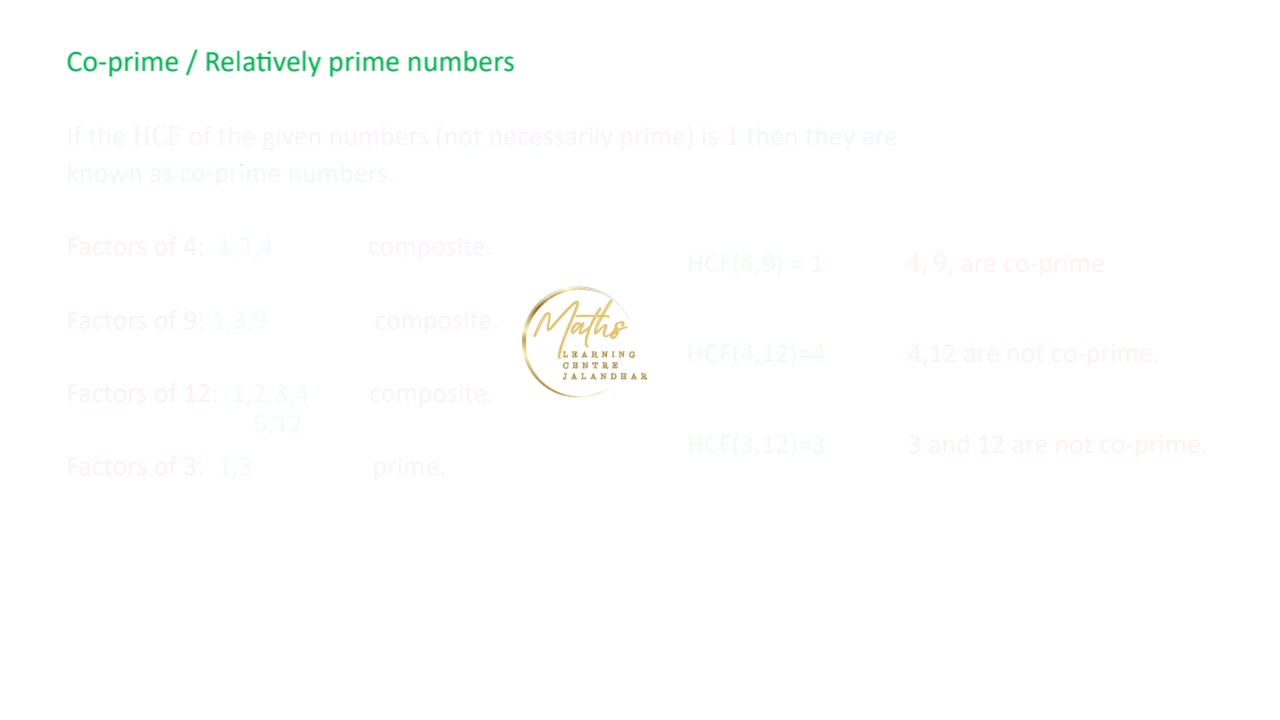 Co-prime / Relatively prime numbers
If the HCF of the given numbers (not necessarily prime) is 1 then they are
known as co-prime numbers.
Factors of 4: 1,2,4 composite.
Factors of 9: 1,3,9 composite.
Factors of 12: 1,2,3,4 composite.
6,12
Factors of 3: 1,3 prime.
Maths
LEARNING
CENTRE
JALANDHAR
HCF(4,9) = 1 4, 9, are co-prime
HCF(4,12)=4 4,12 are not co-prime.
HCF(3,12)=3 3 and 12 are not co-prime.